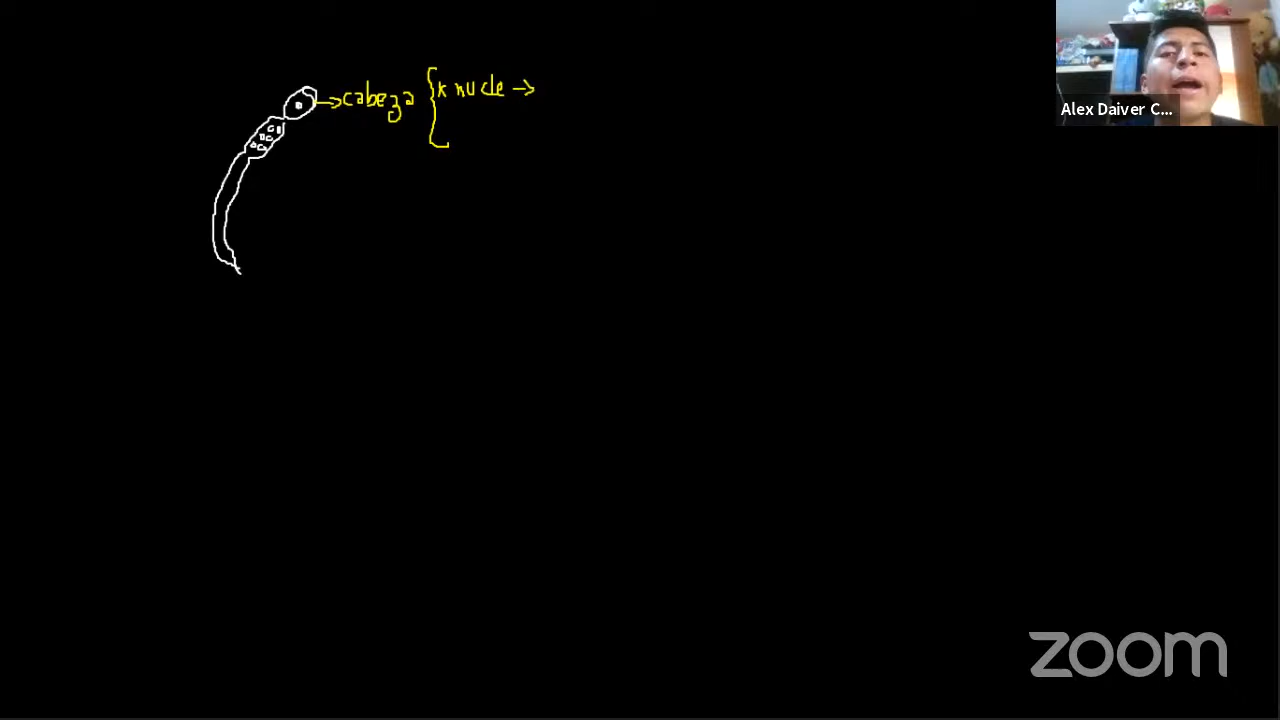 cabeza { * nucle →
Alex Daiver C...
zoom